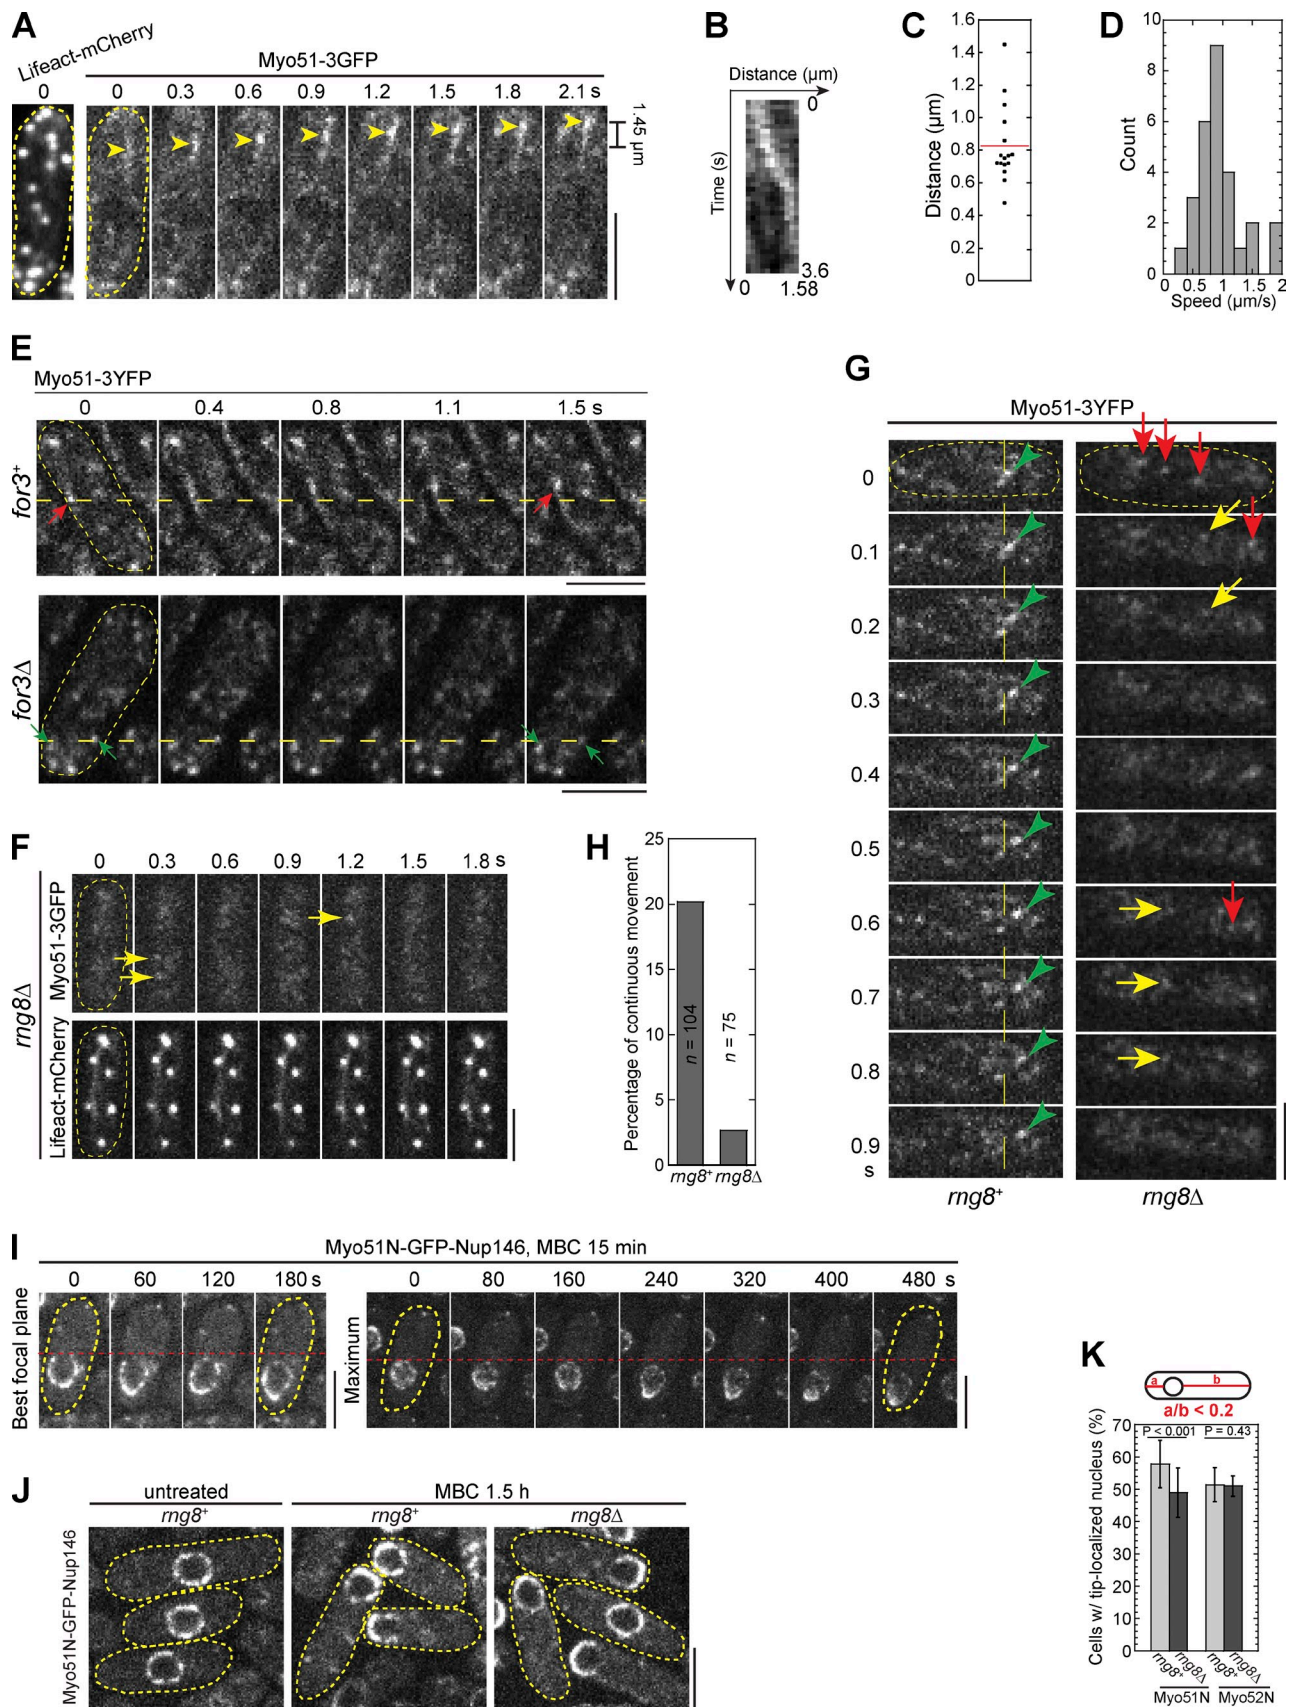 A
Lifeact-mCherry
Myo51-3GFP
0 0 0.3 0.6 0.9 1.2 1.5 1.8 2.1 s
1.45 µm
B
Distance (µm)
0
Time (s)
3.6
0 1.58
C
Distance (µm)
1.6
1.4
1.2
1.0
0.8
0.6
0.4
0.2
0
D
Count
10
8
6
4
2
0
0 0.5 1 1.5 2
Speed (µm/s)
E
Myo51-3YFP
0 0.4 0.8 1.1 1.5 s
for3+
for3Δ
F
0 0.3 0.6 0.9 1.2 1.5 1.8 s
rng8Δ
Myo51-3GFP
Lifeact-mCherry
G
Myo51-3YFP
0
0.1
0.2
0.3
0.4
0.5
0.6
0.7
0.8
0.9
s
rng8+ rng8Δ
H
Percentage of continuous movement
25
20
15
10
5
0
n = 104
n = 75
rng8+ rng8Δ
I
Myo51N-GFP-Nup146, MBC 15 min
0 60 120 180 s
Best focal plane
0 80 160 240 320 400 480 s
Maximum
J
untreated MBC 1.5 h
rng8+ rng8+ rng8Δ
Myo51N-GFP-Nup146
K
a b
a/b < 0.2
Cells w/ tip-localized nucleus (%)
70
60
50
40
30
20
10
0
P < 0.001 P = 0.43
rng8+ rng8Δ rng8+ rng8Δ
Myo51N Myo52N